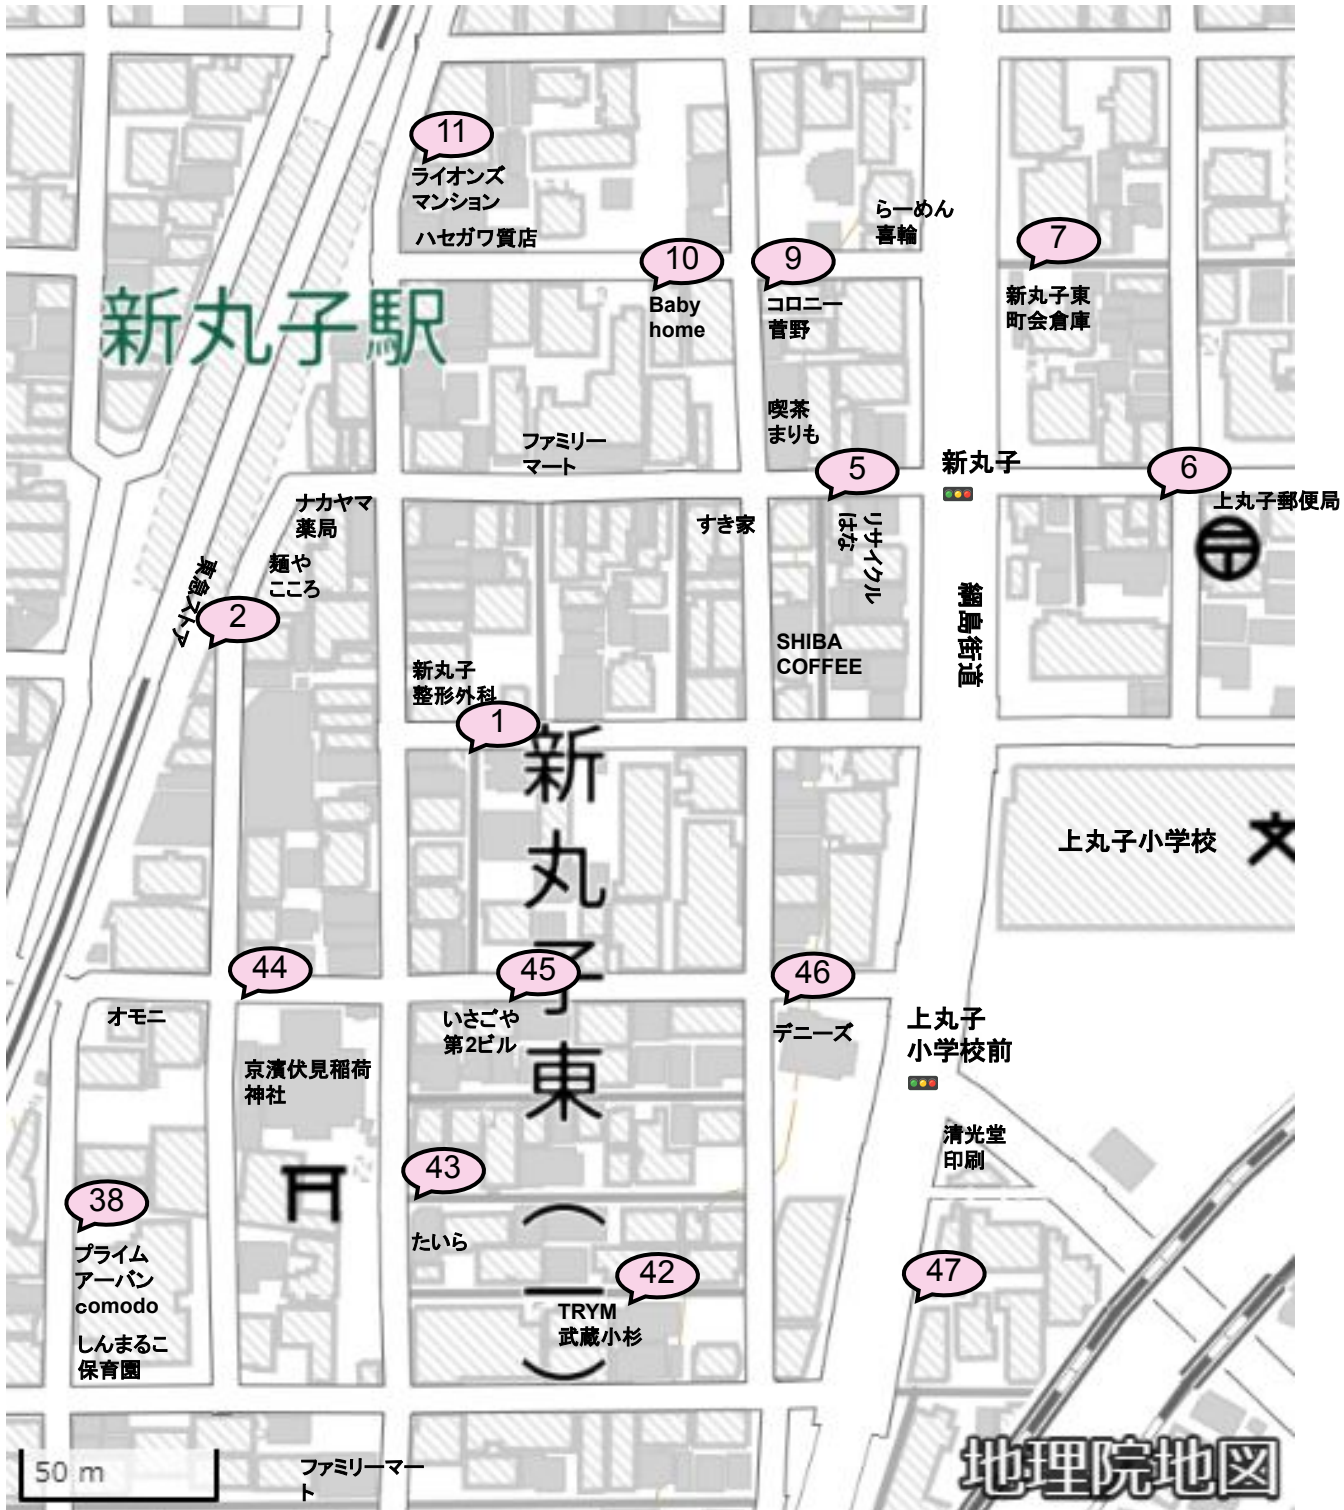 11
ライオンズ
マンション
ハセガワ質店
らーめん
喜輪
7
10
9
新丸子駅
Baby
home
コロニー
菅野
新丸子東
町会倉庫
喫茶
まりも
ファミリー
マート
5
新丸子
6
上丸子郵便局
ナカヤマ
薬局
すき家
リサイクル
はな
麺や
こころ
東急ストア
2
綱島街道
SHIBA
COFFEE
新丸子
整形外科
1
新丸子東(一)
上丸子小学校
文
44
45
46
オモニ
いさごや
第2ビル
デニーズ
上丸子
小学校前
京濱伏見稲荷
神社
清光堂
印刷
43
38
たいら
プライム
アーバン
comodo
42
47
TRYM
武蔵小杉
しんまるこ
保育園
50 m
ファミリーマー
ト
地理院地図